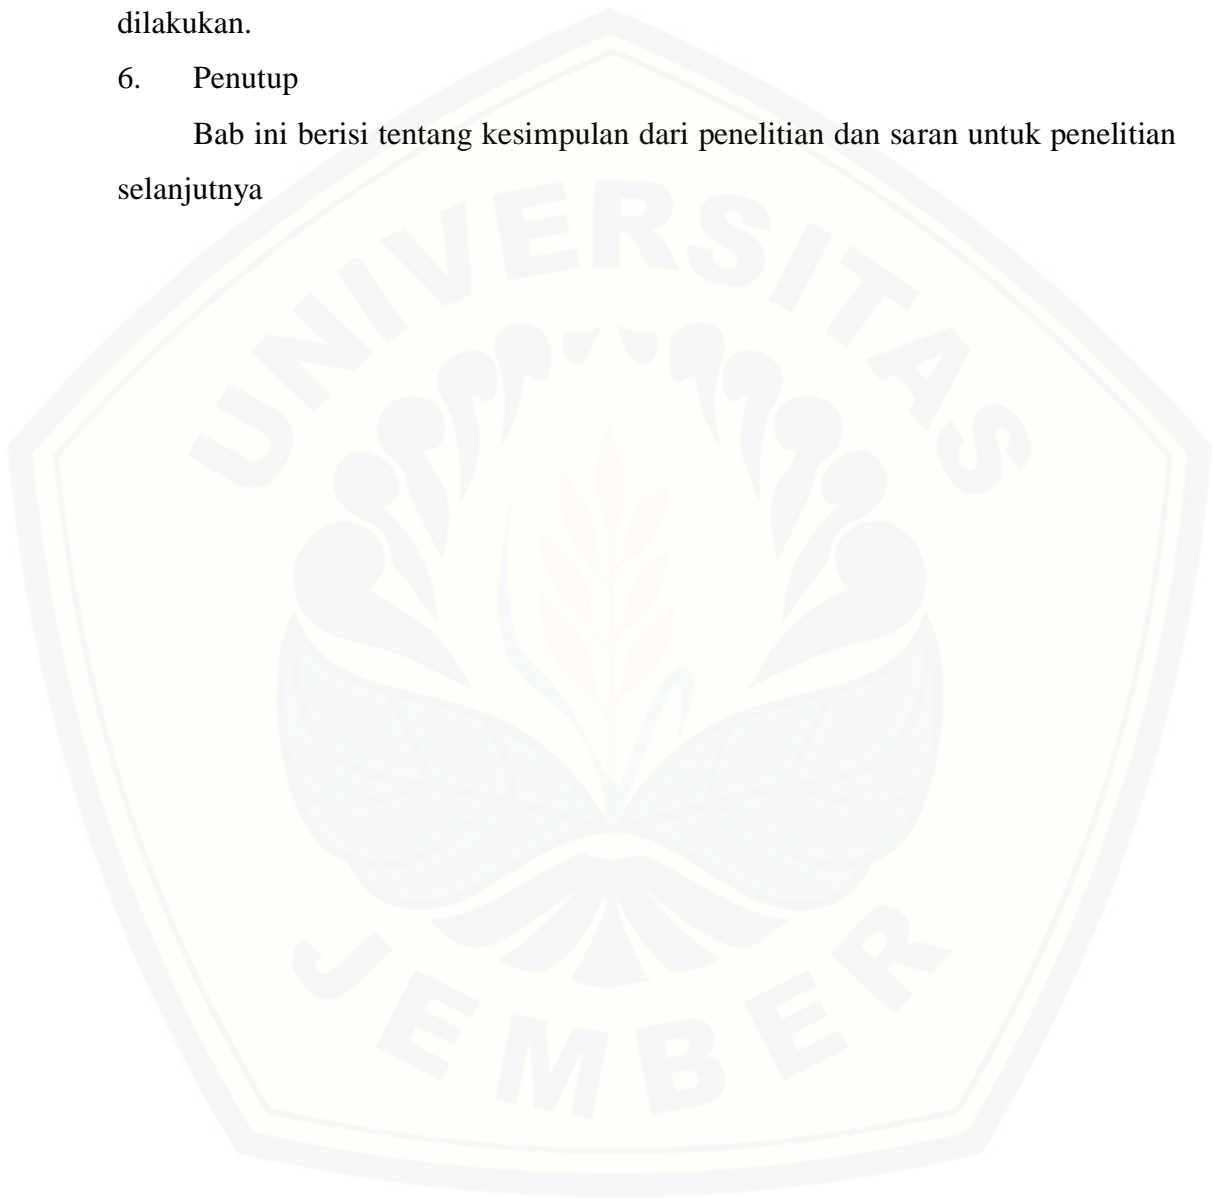 dilakukan.
6. Penutup
Bab ini berisi tentang kesimpulan dari penelitian dan saran untuk penelitian
selanjutnya
UNIVERSITAS
JEMBER